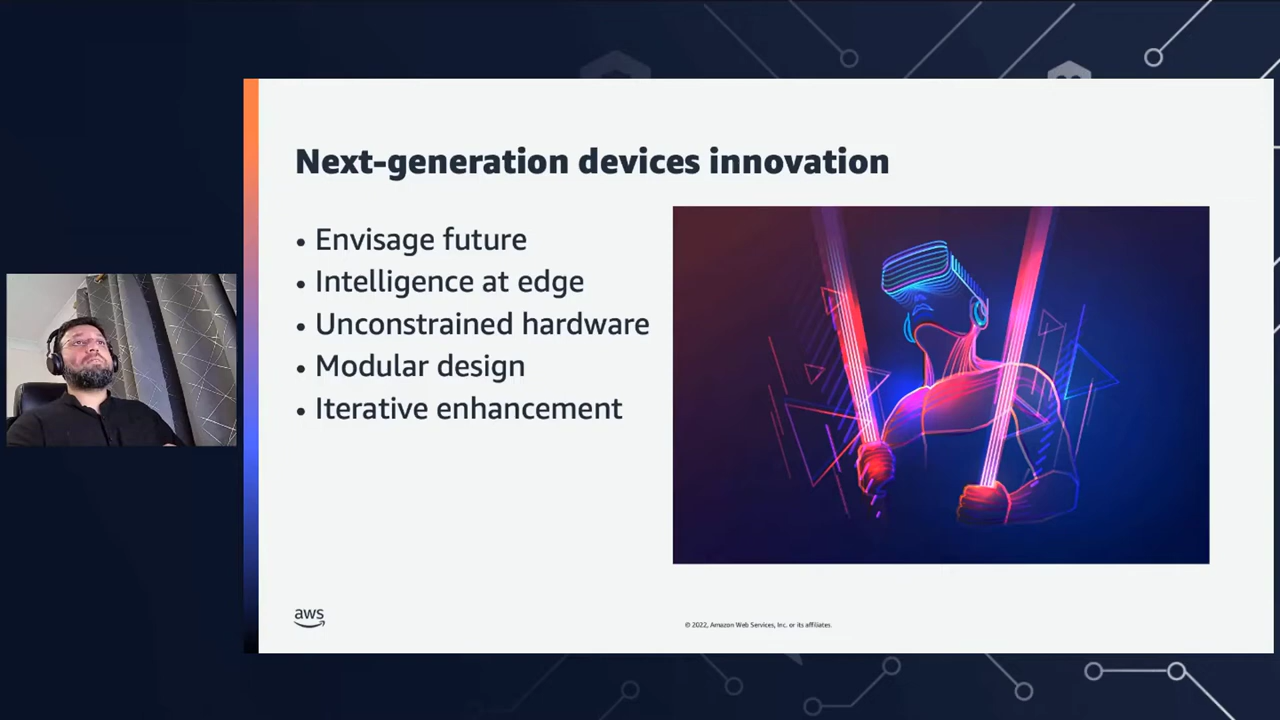 Next-generation devices innovation
• Envisage future
• Intelligence at edge
• Unconstrained hardware
• Modular design
• Iterative enhancement
aws
© 2022, Amazon Web Services, Inc. or its affiliates.